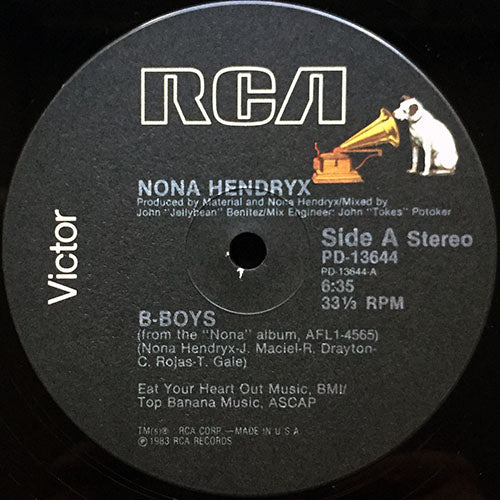 RCA
Victor
NONA HENDRYX
Produced by Material and Nona Hendryx/Mixed by
John "Jellybean" Benitez/Mix Engineer: John "Tokes" Potoker
Side A Stereo
PD-13644
PD-13644-A
6:35
33⅓ RPM
B-BOYS
(from the "Nona" album, AFL1-4565)
(Nona Hendryx-J. Maciel-R. Drayton-
C. Rojas-T. Gale)
Eat Your Heart Out Music, BMI/
Top Banana Music, ASCAP
TM(s)® RCA CORP.—MADE IN U.S.A.
℗1983 RCA RECORDS